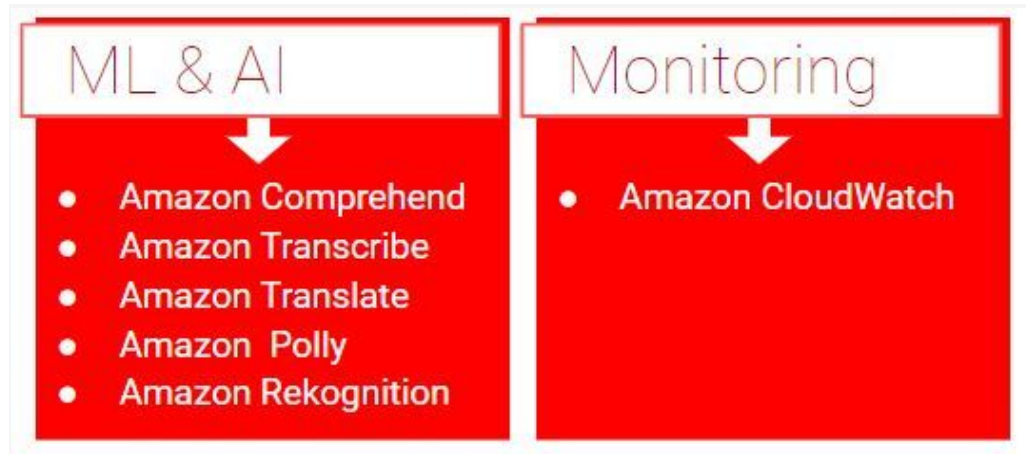 ML & AI
● Amazon Comprehend
● Amazon Transcribe
● Amazon Translate
● Amazon  Polly
● Amazon Rekognition
Monitoring
● Amazon CloudWatch